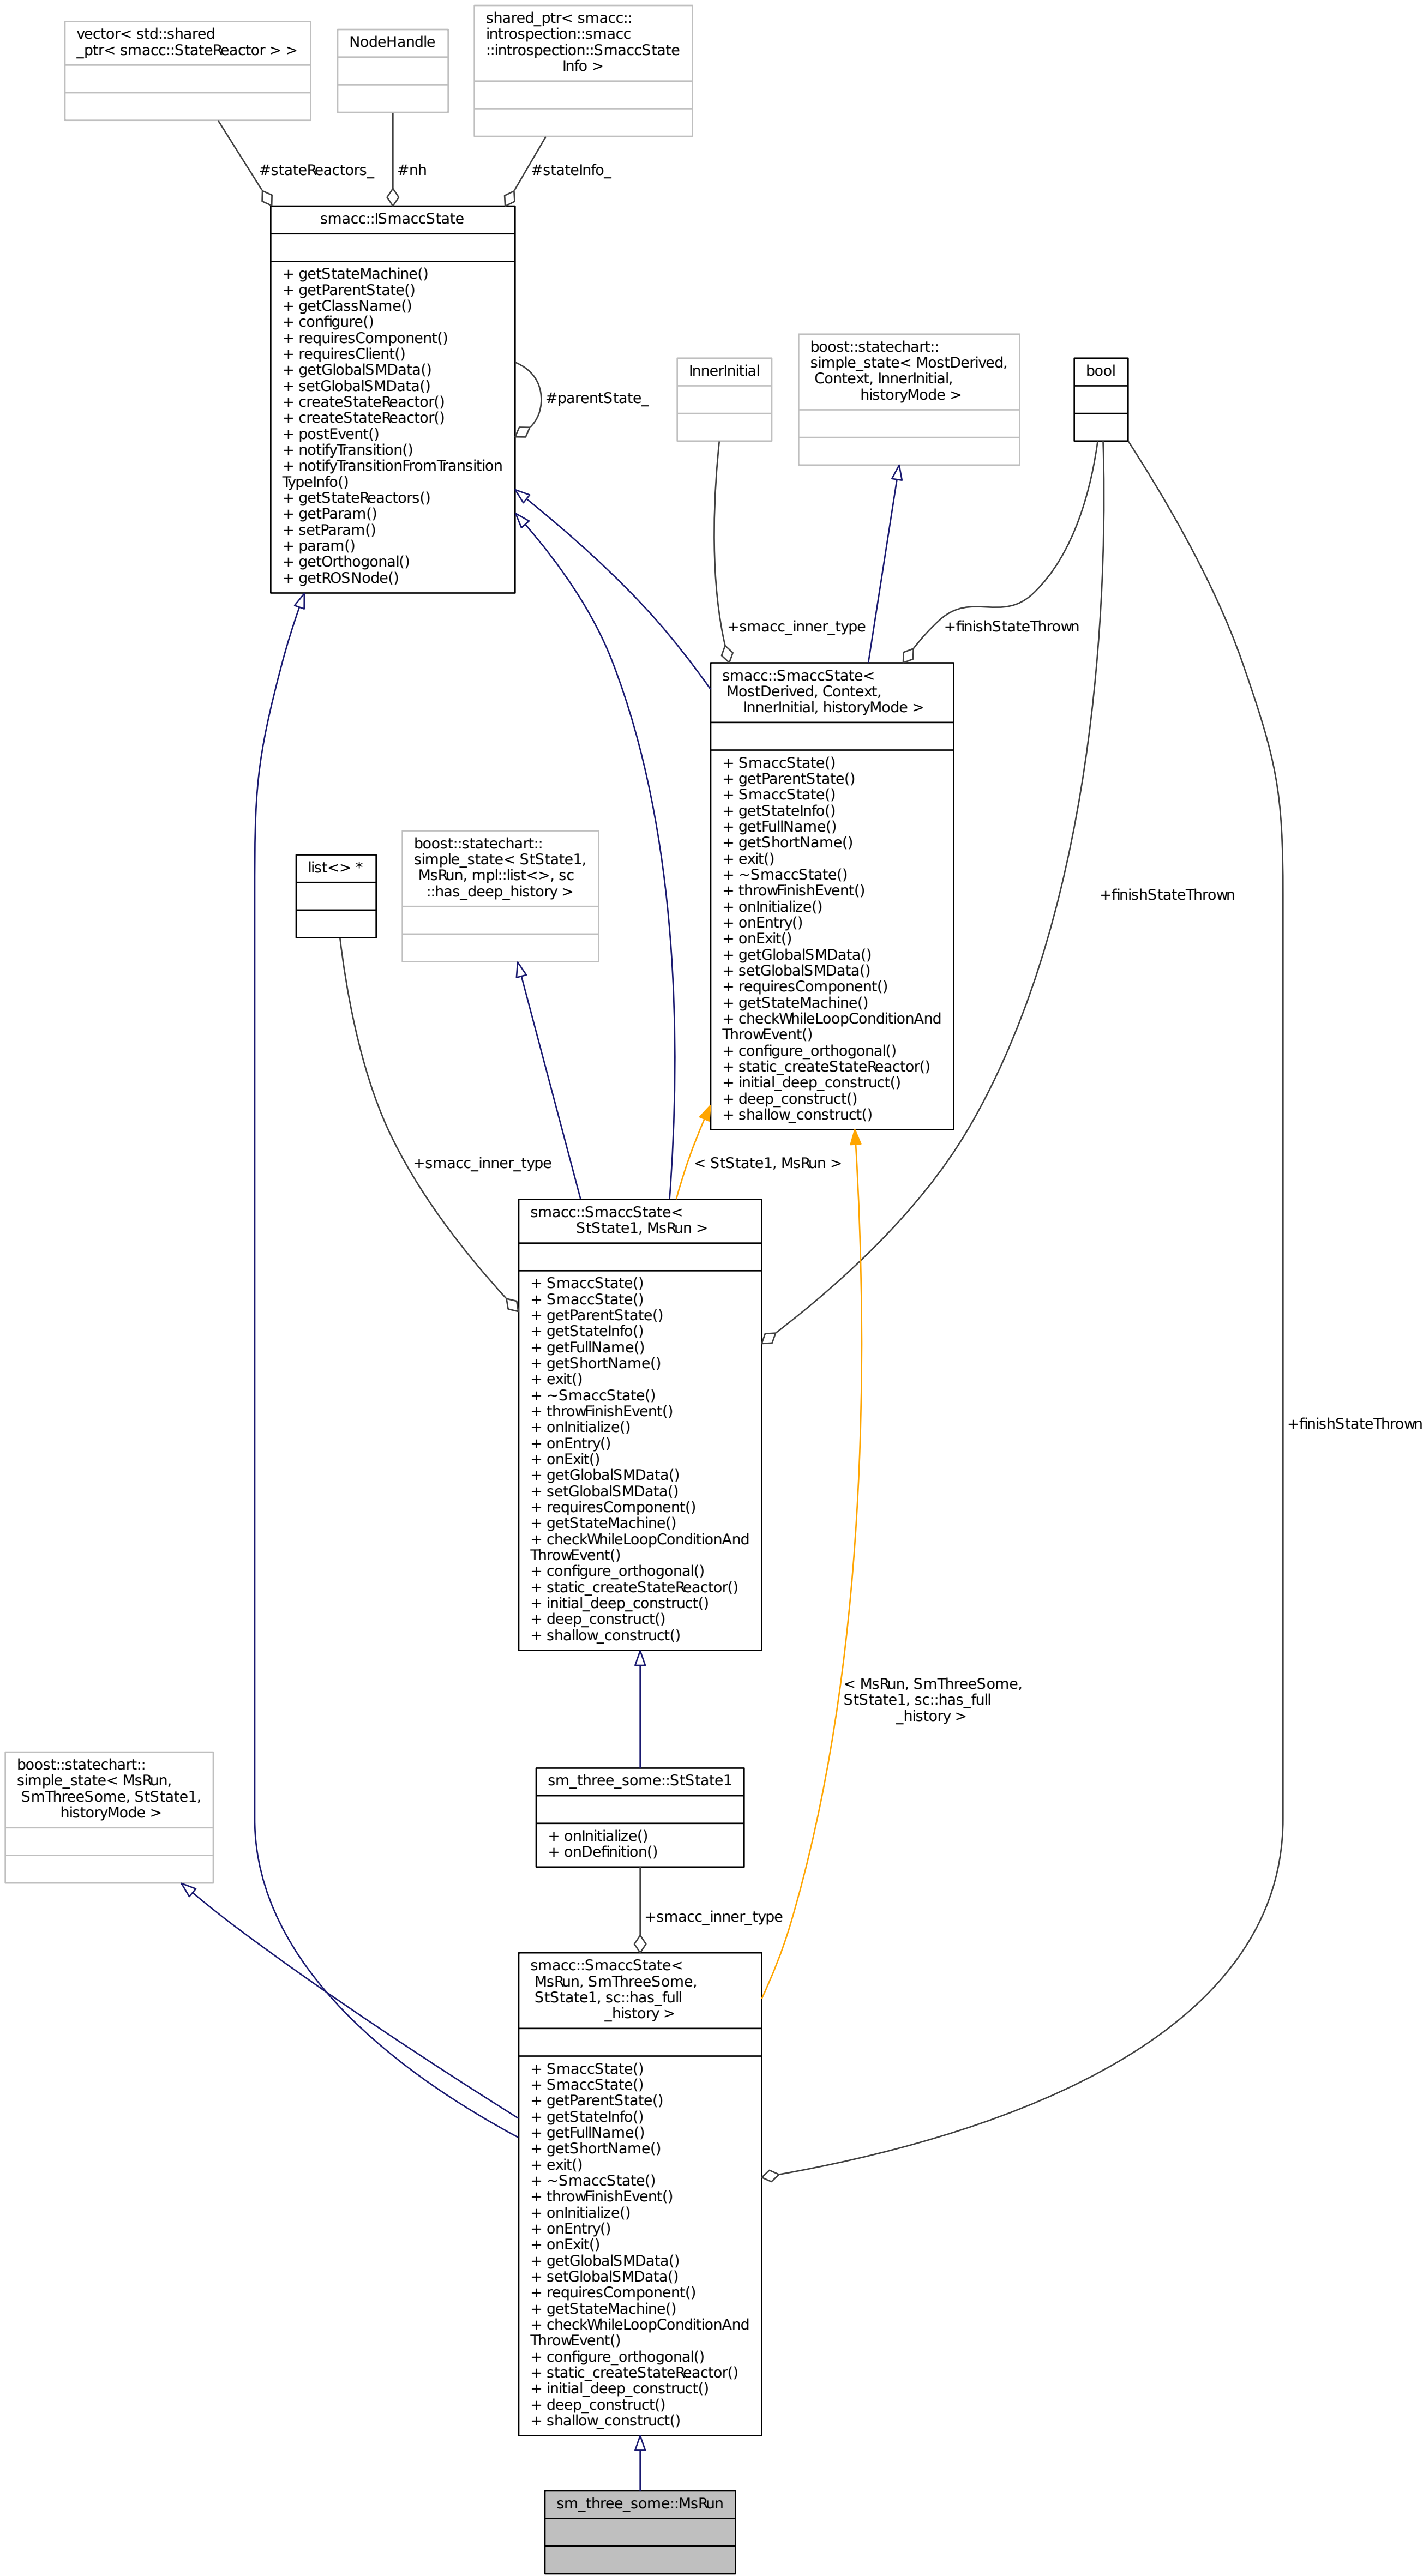 vector< std::shared
_ptr< smacc::StateReactor > >
NodeHandle
shared_ptr< smacc::
introspection::smacc
::introspection::SmaccState
Info >
#stateReactors_
#nh
#stateInfo_
smacc::ISmaccState
+ getStateMachine()
+ getParentState()
+ getClassName()
+ configure()
+ requiresComponent()
+ requiresClient()
+ getGlobalSMData()
+ setGlobalSMData()
+ createStateReactor()
+ createStateReactor()
+ postEvent()
+ notifyTransition()
+ notifyTransitionFromTransition
TypeInfo()
+ getStateReactors()
+ getParam()
+ setParam()
+ param()
+ getOrthogonal()
+ getROSNode()
#parentState_
InnerInitial
boost::statechart::
simple_state< MostDerived,
Context, InnerInitial,
historyMode >
bool
+smacc_inner_type
+finishStateThrown
smacc::SmaccState<
MostDerived, Context,
InnerInitial, historyMode >
+ SmaccState()
+ getParentState()
+ SmaccState()
+ getStateInfo()
+ getFullName()
+ getShortName()
+ exit()
+ ~SmaccState()
+ throwFinishEvent()
+ onInitialize()
+ onEntry()
+ onExit()
+ getGlobalSMData()
+ setGlobalSMData()
+ requiresComponent()
+ getStateMachine()
+ checkWhileLoopConditionAnd
ThrowEvent()
+ configure_orthogonal()
+ static_createStateReactor()
+ initial_deep_construct()
+ deep_construct()
+ shallow_construct()
+finishStateThrown
list<> *
boost::statechart::
simple_state< StState1,
MsRun, mpl::list<>, sc
::has_deep_history >
+smacc_inner_type
< StState1, MsRun >
smacc::SmaccState<
StState1, MsRun >
+ SmaccState()
+ SmaccState()
+ getParentState()
+ getStateInfo()
+ getFullName()
+ getShortName()
+ exit()
+ ~SmaccState()
+ throwFinishEvent()
+ onInitialize()
+ onEntry()
+ onExit()
+ getGlobalSMData()
+ setGlobalSMData()
+ requiresComponent()
+ getStateMachine()
+ checkWhileLoopConditionAnd
ThrowEvent()
+ configure_orthogonal()
+ static_createStateReactor()
+ initial_deep_construct()
+ deep_construct()
+ shallow_construct()
+finishStateThrown
< MsRun, SmThreeSome,
StState1, sc::has_full
_history >
boost::statechart::
simple_state< MsRun,
SmThreeSome, StState1,
historyMode >
sm_three_some::StState1
+ onInitialize()
+ onDefinition()
+smacc_inner_type
smacc::SmaccState<
MsRun, SmThreeSome,
StState1, sc::has_full
_history >
+ SmaccState()
+ SmaccState()
+ getParentState()
+ getStateInfo()
+ getFullName()
+ getShortName()
+ exit()
+ ~SmaccState()
+ throwFinishEvent()
+ onInitialize()
+ onEntry()
+ onExit()
+ getGlobalSMData()
+ setGlobalSMData()
+ requiresComponent()
+ getStateMachine()
+ checkWhileLoopConditionAnd
ThrowEvent()
+ configure_orthogonal()
+ static_createStateReactor()
+ initial_deep_construct()
+ deep_construct()
+ shallow_construct()
sm_three_some::MsRun